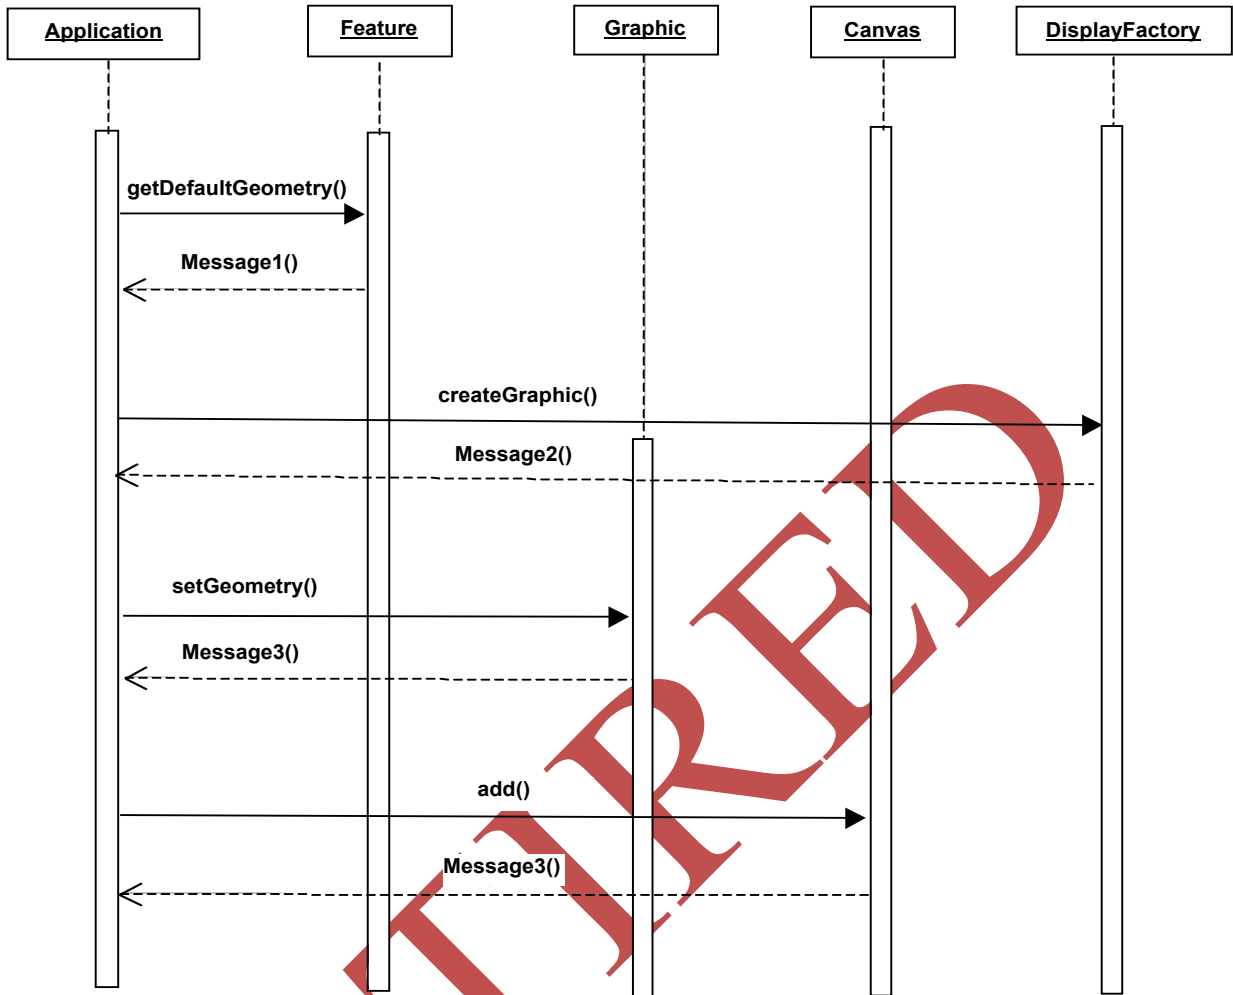 Application
Feature
Graphic
Canvas
DisplayFactory
getDefaultGeometry()
Message1()
createGraphic()
Message2()
setGeometry()
Message3()
add()
Message3()
TIRED